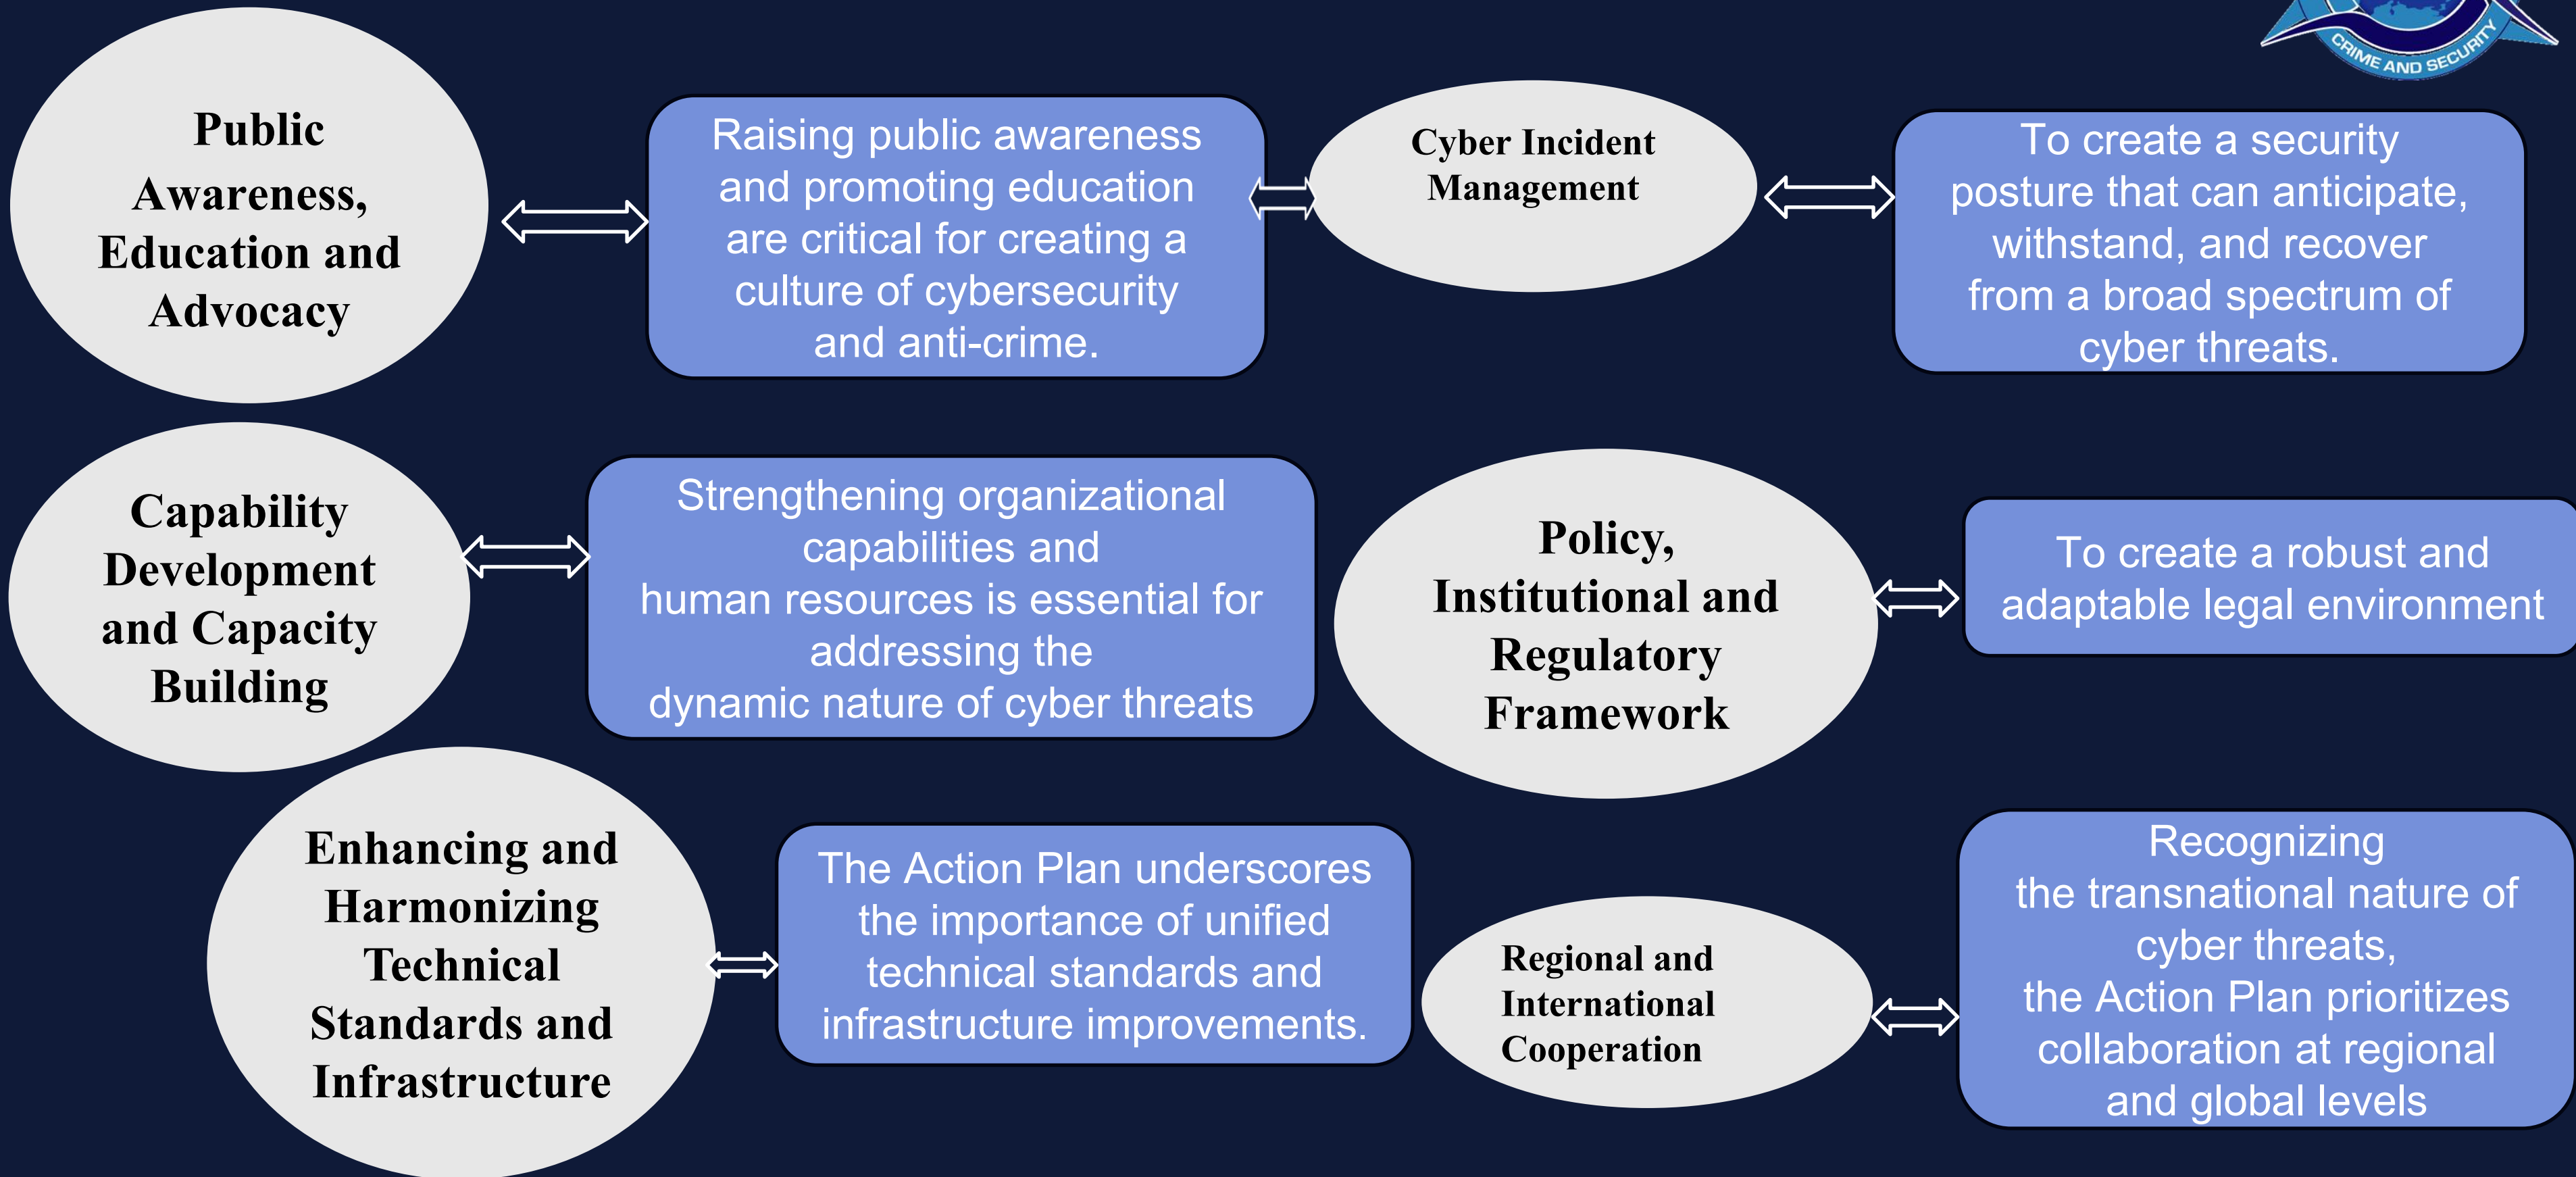 CRIME AND SECURITY
Public
Awareness,
Education and
Advocacy
Raising public awareness
and promoting education
are critical for creating a
culture of cybersecurity
and anti-crime.
Cyber Incident
Management
To create a security
posture that can anticipate,
withstand, and recover
from a broad spectrum of
cyber threats.
Capability
Development
and Capacity
Building
Strengthening organizational
capabilities and
human resources is essential for
addressing the
dynamic nature of cyber threats
Policy,
Institutional and
Regulatory
Framework
To create a robust and
adaptable legal environment
Enhancing and
Harmonizing
Technical
Standards and
Infrastructure
The Action Plan underscores
the importance of unified
technical standards and
infrastructure improvements.
Regional and
International
Cooperation
Recognizing
the transnational nature of
cyber threats,
the Action Plan prioritizes
collaboration at regional
and global levels